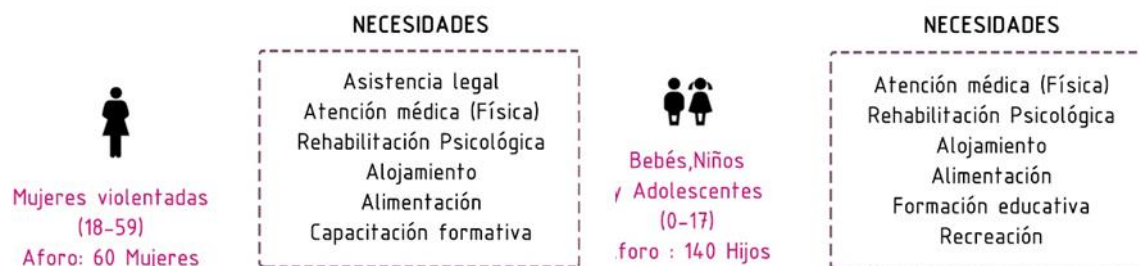 NECESIDADES
Asistencia legal
Atención médica (Física)
Rehabilitación Psicológica
Alojamiento
Alimentación
Capacitación formativa
Mujeres violentadas
(18-59)
Aforo: 60 Mujeres
NECESIDADES
Atención médica (Física)
Rehabilitación Psicológica
Alojamiento
Alimentación
Formación educativa
Recreación
Bebés,Niños
y Adolescentes
(0-17)
foro : 140 Hijos